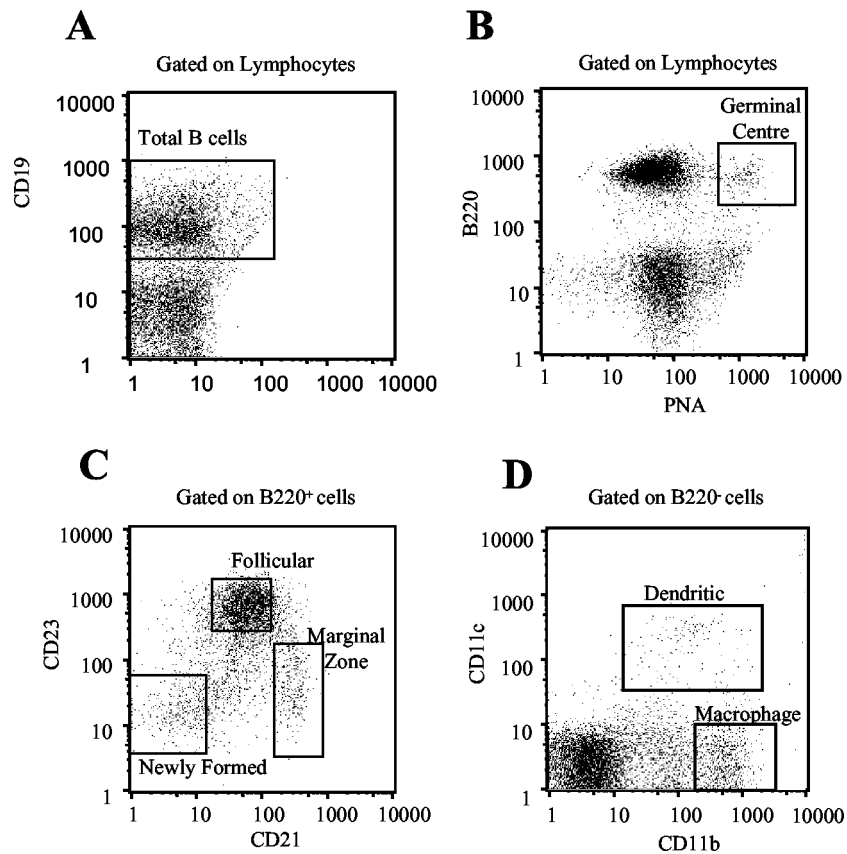 A
Gated on Lymphocytes
10000
1000
100
10
1
CD19
Total B cells
1
10
100
1000
10000
B
Gated on Lymphocytes
10000
1000
100
10
1
B220
Germinal
Centre
1
10
100
1000
10000
PNA
C
Gated on B220+ cells
10000
1000
100
10
1
CD23
Follicular
Marginal
Zone
Newly Formed
1
10
100
1000
10000
CD21
D
Gated on B220- cells
10000
1000
100
10
1
CD11c
Dendritic
Macrophage
1
10
100
1000
10000
CD11b